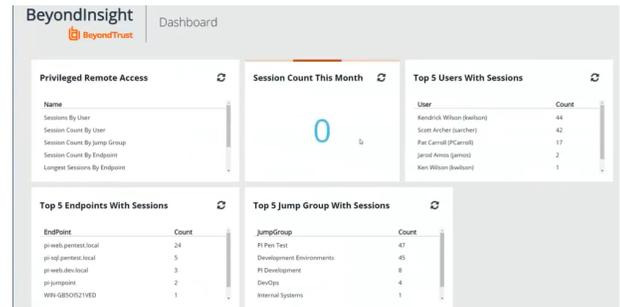 BeyondInsight
BeyondTrust
Dashboard
Privileged Remote Access
Name
Sessions By User
Session Count By User
Session Count By Jump Group
Session Count By Endpoint
Longest Sessions By Endpoint
Session Count This Month
0
Top 5 Users With Sessions
User Count
Kendrick Wilson (kwilson) 44
Scott Archer (sarcher) 42
Pat Carroll (PCarroll) 17
Jarod Amos (jamos) 2
Ken Wilson (kwilson) 1
Top 5 Endpoints With Sessions
EndPoint Count
pi-web.pentest.local 24
pi-sql.pentest.local 5
pi-web.dev.local 3
pi-jumpoint 2
WIN-GB5OI521VED 1
Top 5 Jump Group With Sessions
JumpGroup Count
PI Pen Test 47
Development Environments 45
PI Development 8
DevOps 4
Internal Systems 1